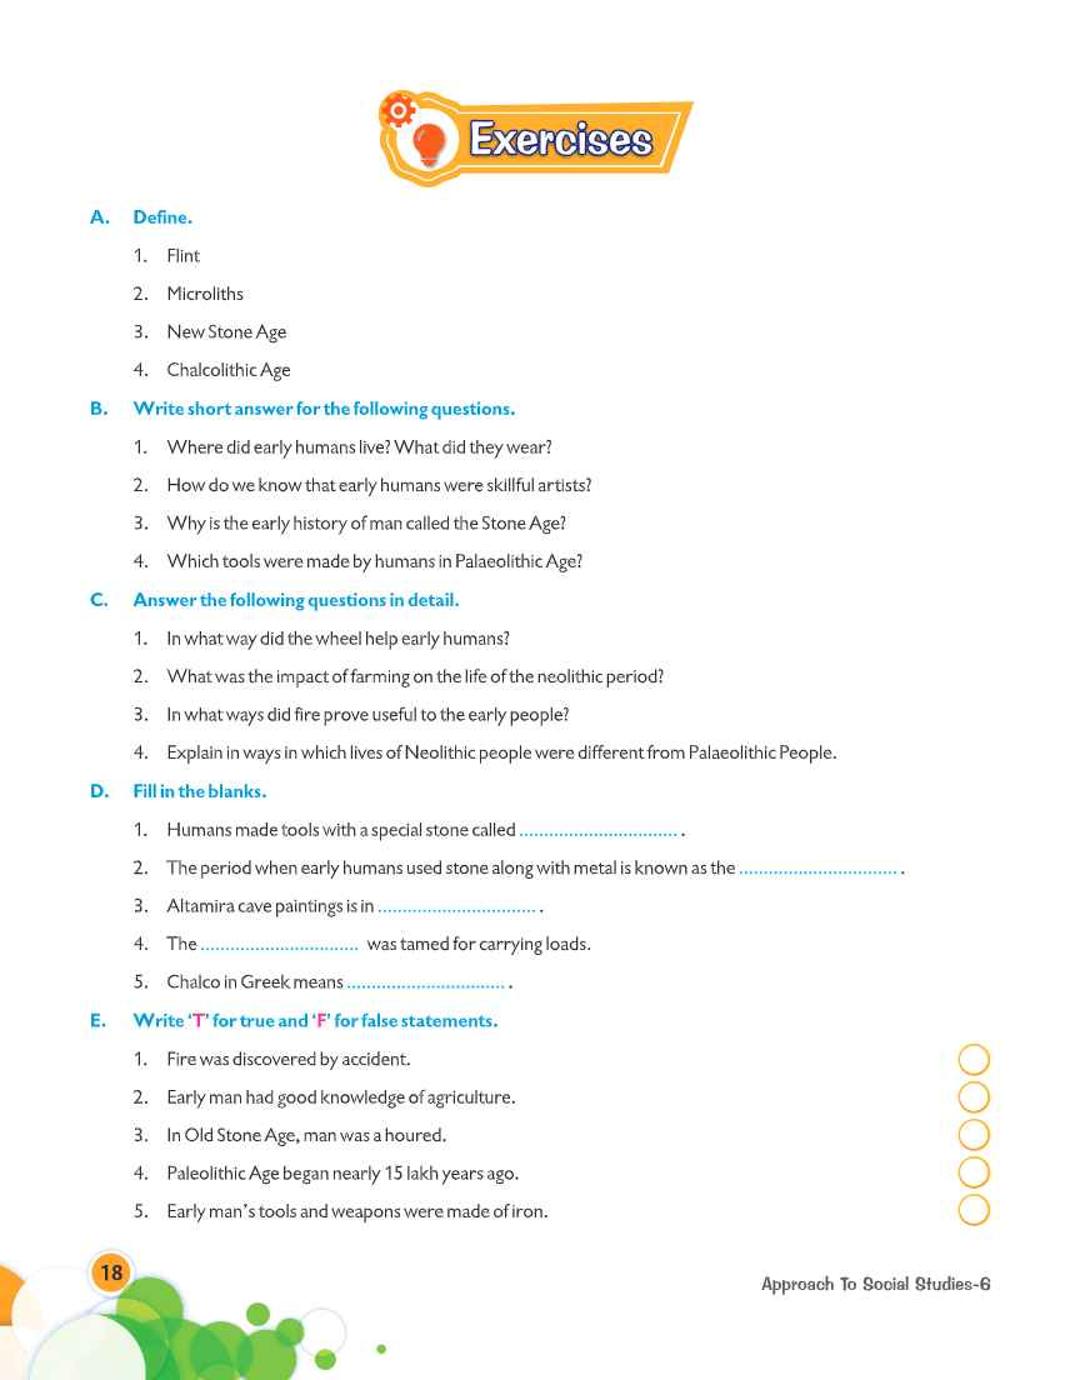 Exercises
A. Define.
1. Flint
2. Microliths
3. New Stone Age
4. Chalcolithic Age
B. Write short answer for the following questions.
1. Where did early humans live? What did they wear?
2. How do we know that early humans were skillful artists?
3. Why is the early history of man called the Stone Age?
4. Which tools were made by humans in Palaeolithic Age?
C. Answer the following questions in detail.
1. In what way did the wheel help early humans?
2. What was the impact of farming on the life of the neolithic period?
3. In what ways did fire prove useful to the early people?
4. Explain in ways in which lives of Neolithic people were different from Palaeolithic People.
D. Fill in the blanks.
1. Humans made tools with a special stone called ................................ .
2. The period when early humans used stone along with metal is known as the ................................ .
3. Altamira cave paintings is in ................................ .
4. The ................................ was tamed for carrying loads.
5. Chalco in Greek means ................................ .
E. Write ‘T’ for true and ‘F’ for false statements.
1. Fire was discovered by accident.
2. Early man had good knowledge of agriculture.
3. In Old Stone Age, man was a houred.
4. Paleolithic Age began nearly 15 lakh years ago.
5. Early man’s tools and weapons were made of iron.
18
Approach To Social Studies-6